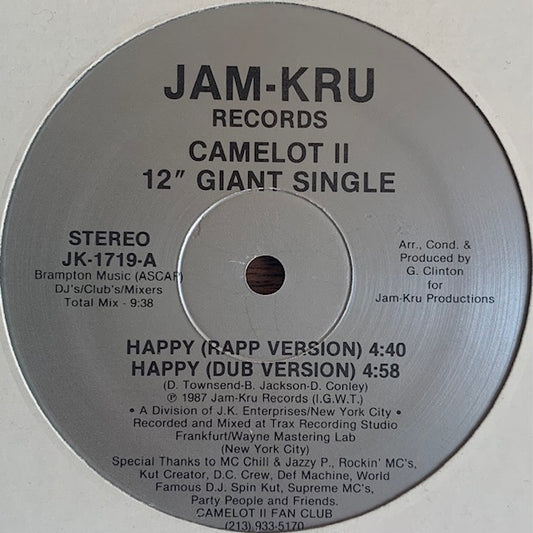 JAM-KRU
RECORDS
CAMELOT II
12" GIANT SINGLE
STEREO
JK-1719-A
Brampton Music (ASCAP)
DJ's/Club's/Mixers
Total Mix - 9:38
Arr., Cond. &
Produced by
G. Clinton
for
Jam-Kru Productions
HAPPY (RAPP VERSION) 4:40
HAPPY (DUB VERSION) 4:58
(D. Townsend-B. Jackson-D. Conley)
℗ 1987 Jam-Kru Records (I.G.W.T.)
• A Division of J.K. Enterprises/New York City •
Recorded and Mixed at Trax Recording Studio
Frankfurt/Wayne Mastering Lab
(New York City)
Special Thanks to MC Chill & Jazzy P., Rockin' MC's,
Kut Creator, D.C. Crew, Def Machine, World
Famous D.J. Spin Kut, Supreme MC's,
Party People and Friends.
CAMELOT II FAN CLUB
(213) 933-5170